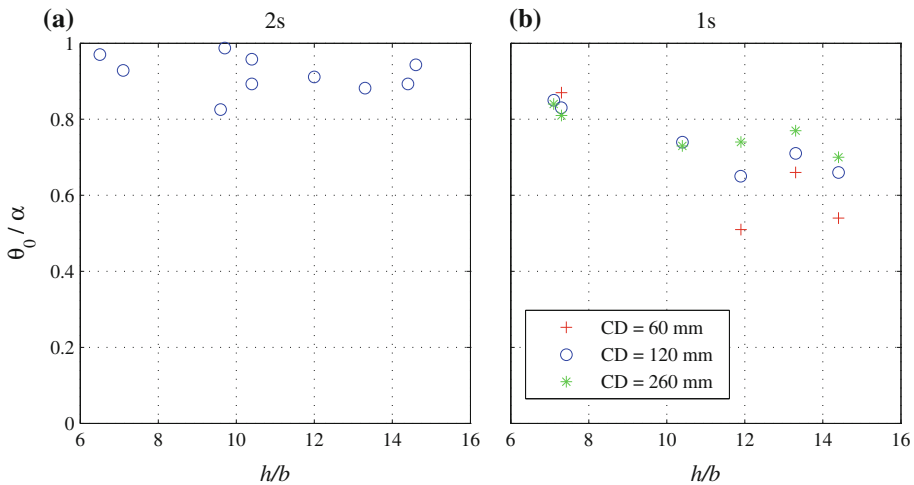 (a)
2s
1
0.8
0.6
0.4
0.2
0
θ0 / α
6 8 10 12 14 16
h/b
(b)
1s
CD = 60 mm
CD = 120 mm
CD = 260 mm
6 8 10 12 14 16
h/b